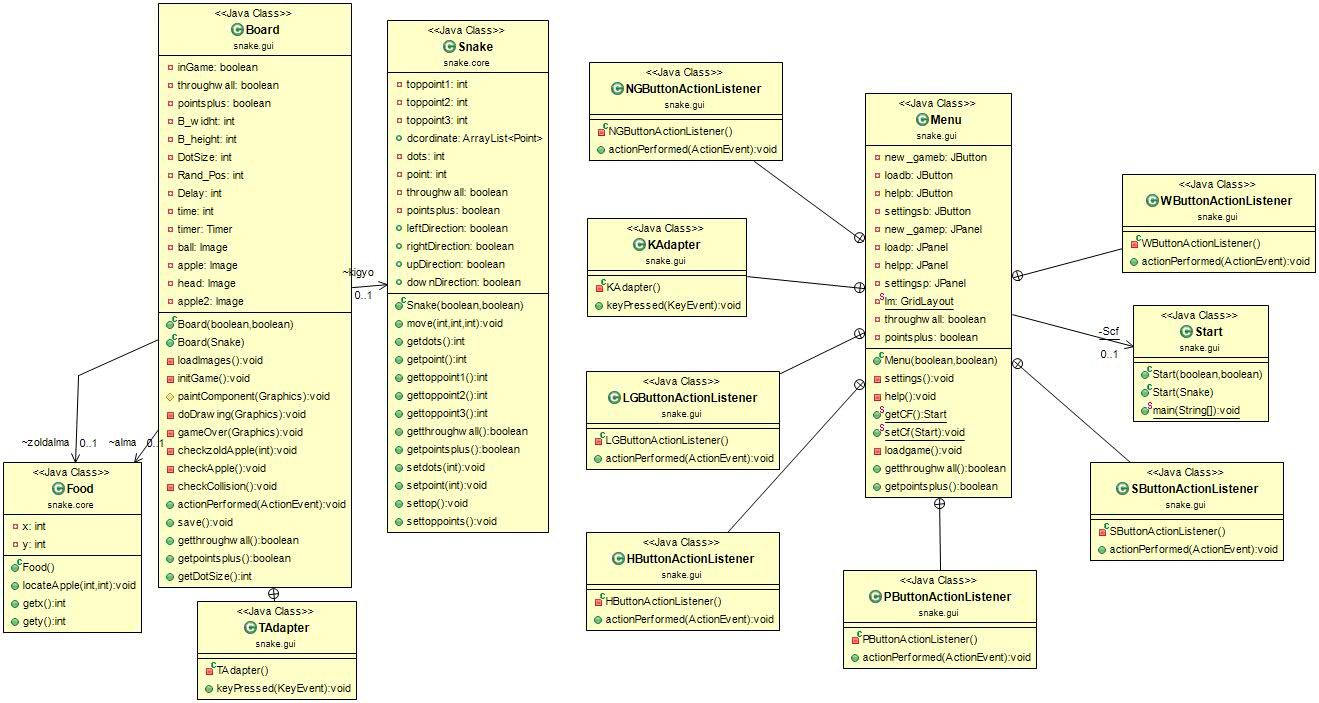 <<Java Class>>
Board
snake.gui
inGame: boolean
throughwall: boolean
pointsplus: boolean
B_widht: int
B_height: int
DotSize: int
Rand_Pos: int
Delay: int
time: int
timer: Timer
ball: Image
apple: Image
head: Image
apple2: Image
Board(boolean,boolean)
Board(Snake)
loadImages():void
initGame():void
paintComponent(Graphics):void
doDrawing(Graphics):void
gameOver(Graphics):void
checkzoldApple(int):void
checkApple():void
checkCollision():void
actionPerformed(ActionEvent):void
save():void
getthroughwall():boolean
getpointsplus():boolean
getDotSize():int
~kigyo
0..1
~zoldalma
0..1
~alma
0..1
<<Java Class>>
Food
snake.core
x: int
y: int
Food()
locateApple(int,int):void
getx():int
gety():int
<<Java Class>>
TAdapter
snake.gui
TAdapter()
keyPressed(KeyEvent):void
<<Java Class>>
Snake
snake.core
toppoint1: int
toppoint2: int
toppoint3: int
dcordinate: ArrayList<Point>
dots: int
point: int
throughwall: boolean
pointsplus: boolean
leftDirection: boolean
rightDirection: boolean
upDirection: boolean
downDirection: boolean
Snake(boolean,boolean)
move(int,int,int):void
getdots():int
getpoint():int
gettoppoint1():int
gettoppoint2():int
gettoppoint3():int
getthroughwall():boolean
getpointsplus():boolean
setdots(int):void
setpoint(int):void
settop():void
settoppoints():void
<<Java Class>>
NGButtonActionListener
snake.gui
NGButtonActionListener()
actionPerformed(ActionEvent):void
<<Java Class>>
KAdapter
snake.gui
KAdapter()
keyPressed(KeyEvent):void
<<Java Class>>
LGButtonActionListener
snake.gui
LGButtonActionListener()
actionPerformed(ActionEvent):void
<<Java Class>>
HButtonActionListener
snake.gui
HButtonActionListener()
actionPerformed(ActionEvent):void
<<Java Class>>
Menu
snake.gui
new_gameb: JButton
loadb: JButton
helpb: JButton
settingsb: JButton
new_gamep: JPanel
loadp: JPanel
helpp: JPanel
settingsp: JPanel
lm: GridLayout
throughwall: boolean
pointsplus: boolean
Menu(boolean,boolean)
settings():void
help():void
getCF():Start
setCf(Start):void
loadgame():void
getthroughwall():boolean
getpointsplus():boolean
<<Java Class>>
PButtonActionListener
snake.gui
PButtonActionListener()
actionPerformed(ActionEvent):void
<<Java Class>>
WButtonActionListener
snake.gui
WButtonActionListener()
actionPerformed(ActionEvent):void
-Scf
0..1
<<Java Class>>
Start
snake.gui
Start(boolean,boolean)
Start(Snake)
main(String[]):void
<<Java Class>>
SButtonActionListener
snake.gui
SButtonActionListener()
actionPerformed(ActionEvent):void